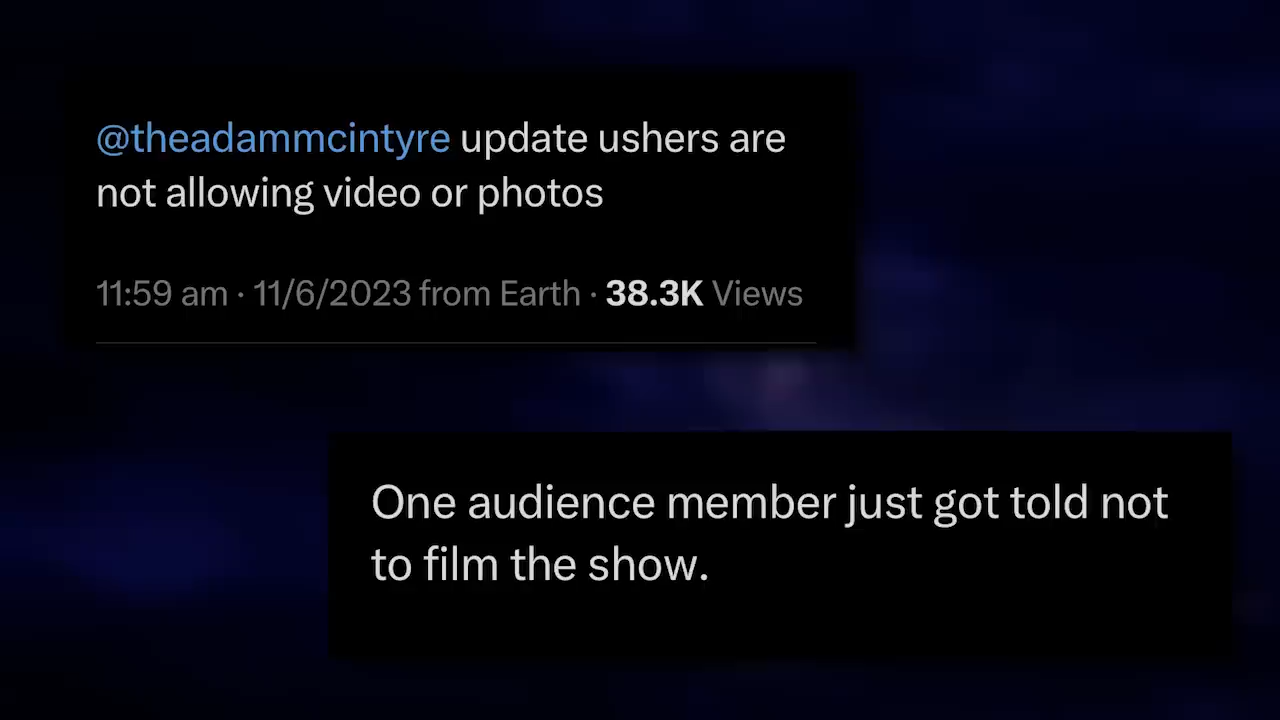 @theadammcintyre update ushers are
not allowing video or photos
11:59 am · 11/6/2023 from Earth · 38.3K Views
One audience member just got told not
to film the show.